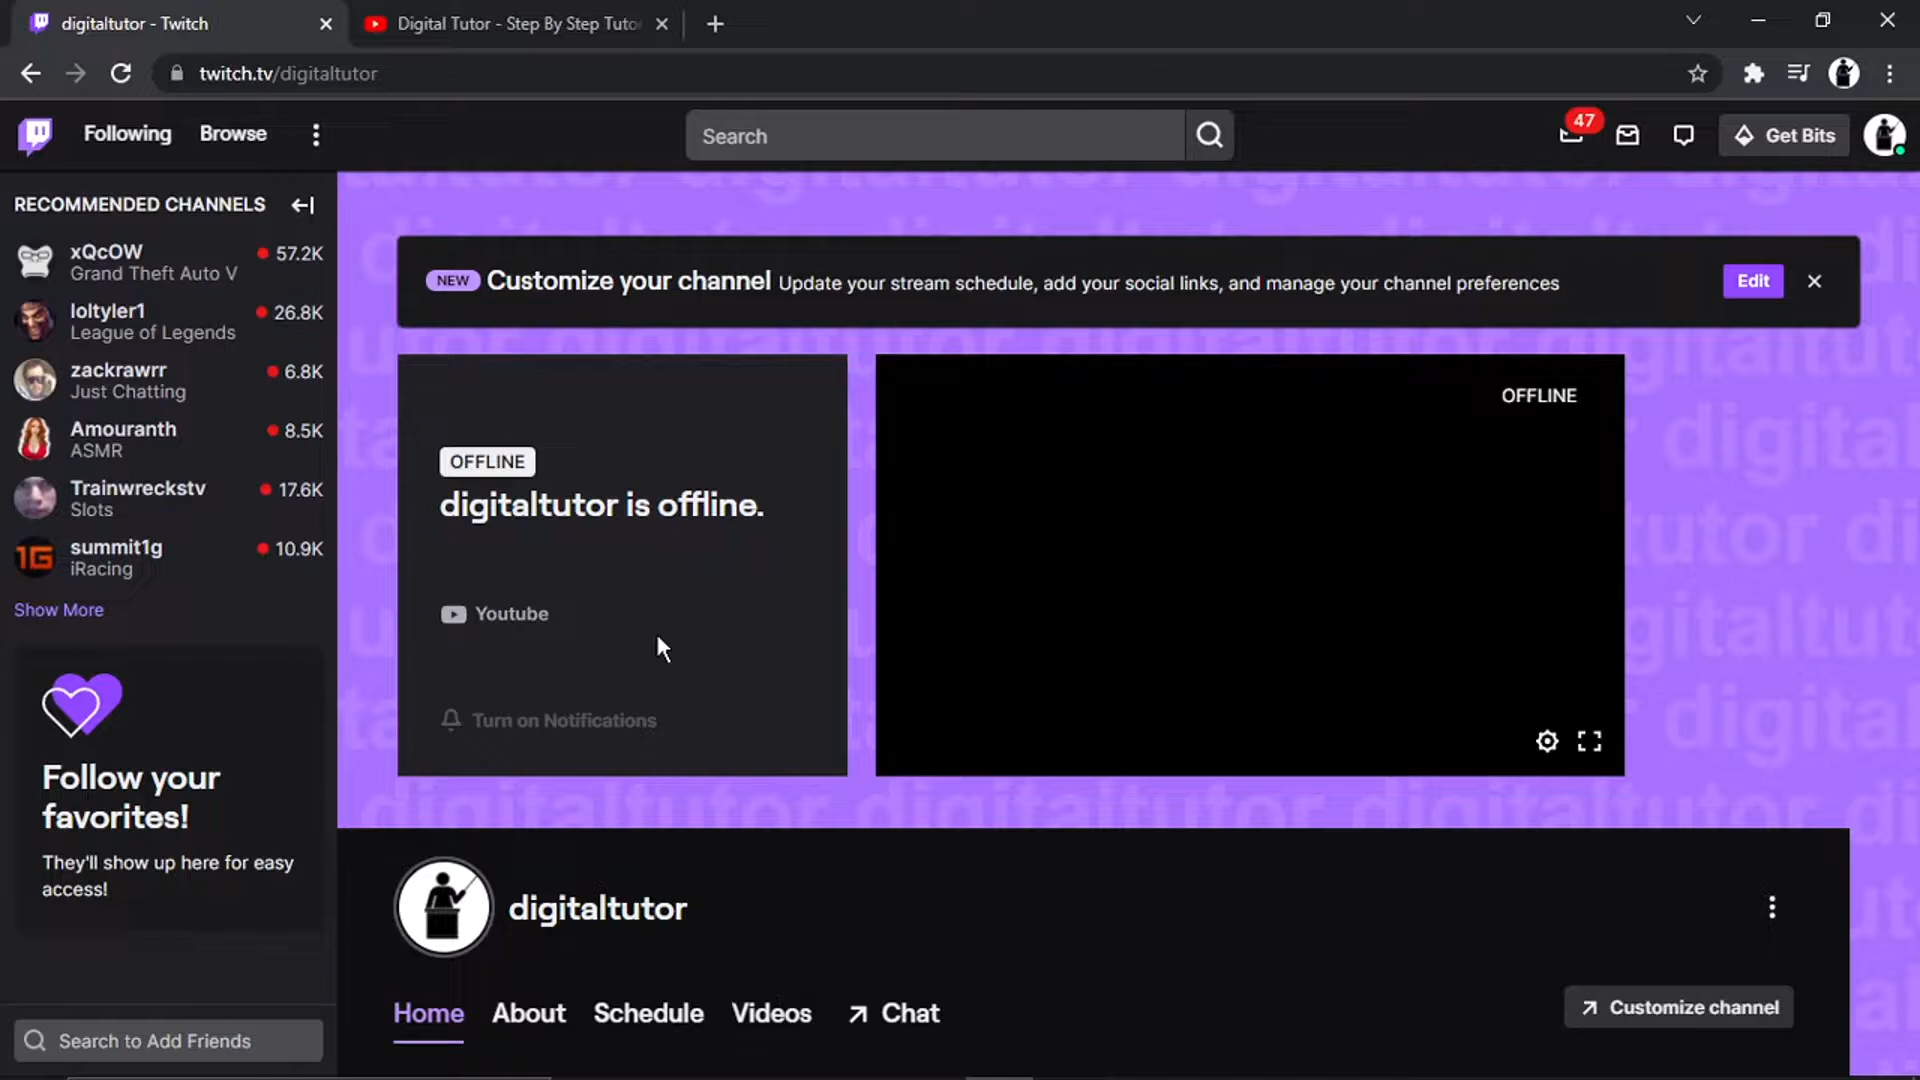 digitaltutor - Twitch
Digital Tutor - Step By Step Tuto
twitch.tv/digitaltutor
Following
Browse
Search
47
Get Bits
RECOMMENDED CHANNELS
xQcOW
57.2K
Grand Theft Auto V
loltyler1
26.8K
League of Legends
zackrawrr
6.8K
Just Chatting
Amouranth
8.5K
ASMR
Trainwreckstv
17.6K
Slots
1G
summit1g
10.9K
iRacing
Show More
Follow your
favorites!
They'll show up here for easy
access!
Search to Add Friends
NEW Customize your channel Update your stream schedule, add your social links, and manage your channel preferences
Edit
OFFLINE
digitaltutor is offline.
Youtube
Turn on Notifications
OFFLINE
digitaltutor
Home
About
Schedule
Videos
Chat
Customize channel